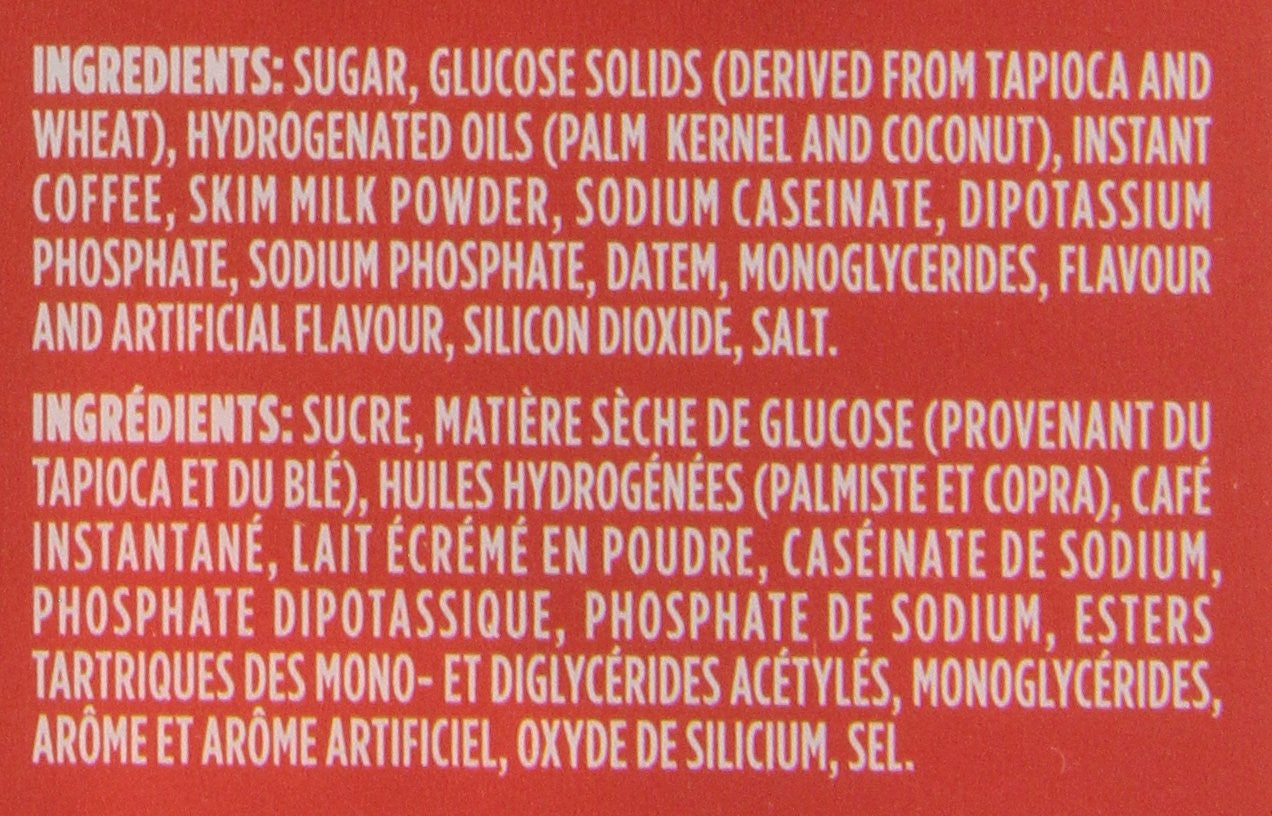 INGREDIENTS: SUGAR, GLUCOSE SOLIDS (DERIVED FROM TAPIOCA AND
WHEAT), HYDROGENATED OILS (PALM KERNEL AND COCONUT), INSTANT
COFFEE, SKIM MILK POWDER, SODIUM CASEINATE, DIPOTASSIUM
PHOSPHATE, SODIUM PHOSPHATE, DATEM, MONOGLYCERIDES, FLAVOUR
AND ARTIFICIAL FLAVOUR, SILICON DIOXIDE, SALT.
INGRÉDIENTS: SUCRE, MATIÈRE SÈCHE DE GLUCOSE (PROVENANT DU
TAPIOCA ET DU BLÉ), HUILES HYDROGÉNÉES (PALMISTE ET COPRA), CAFÉ
INSTANTANÉ, LAIT ÉCRÉMÉ EN POUDRE, CASÉINATE DE SODIUM,
PHOSPHATE DIPOTASSIQUE, PHOSPHATE DE SODIUM, ESTERS
TARTRIQUES DES MONO- ET DIGLYCÉRIDES ACÉTYLÉS, MONOGLYCÉRIDES,
ARÔME ET ARÔME ARTIFICIEL, OXYDE DE SILICIUM, SEL.